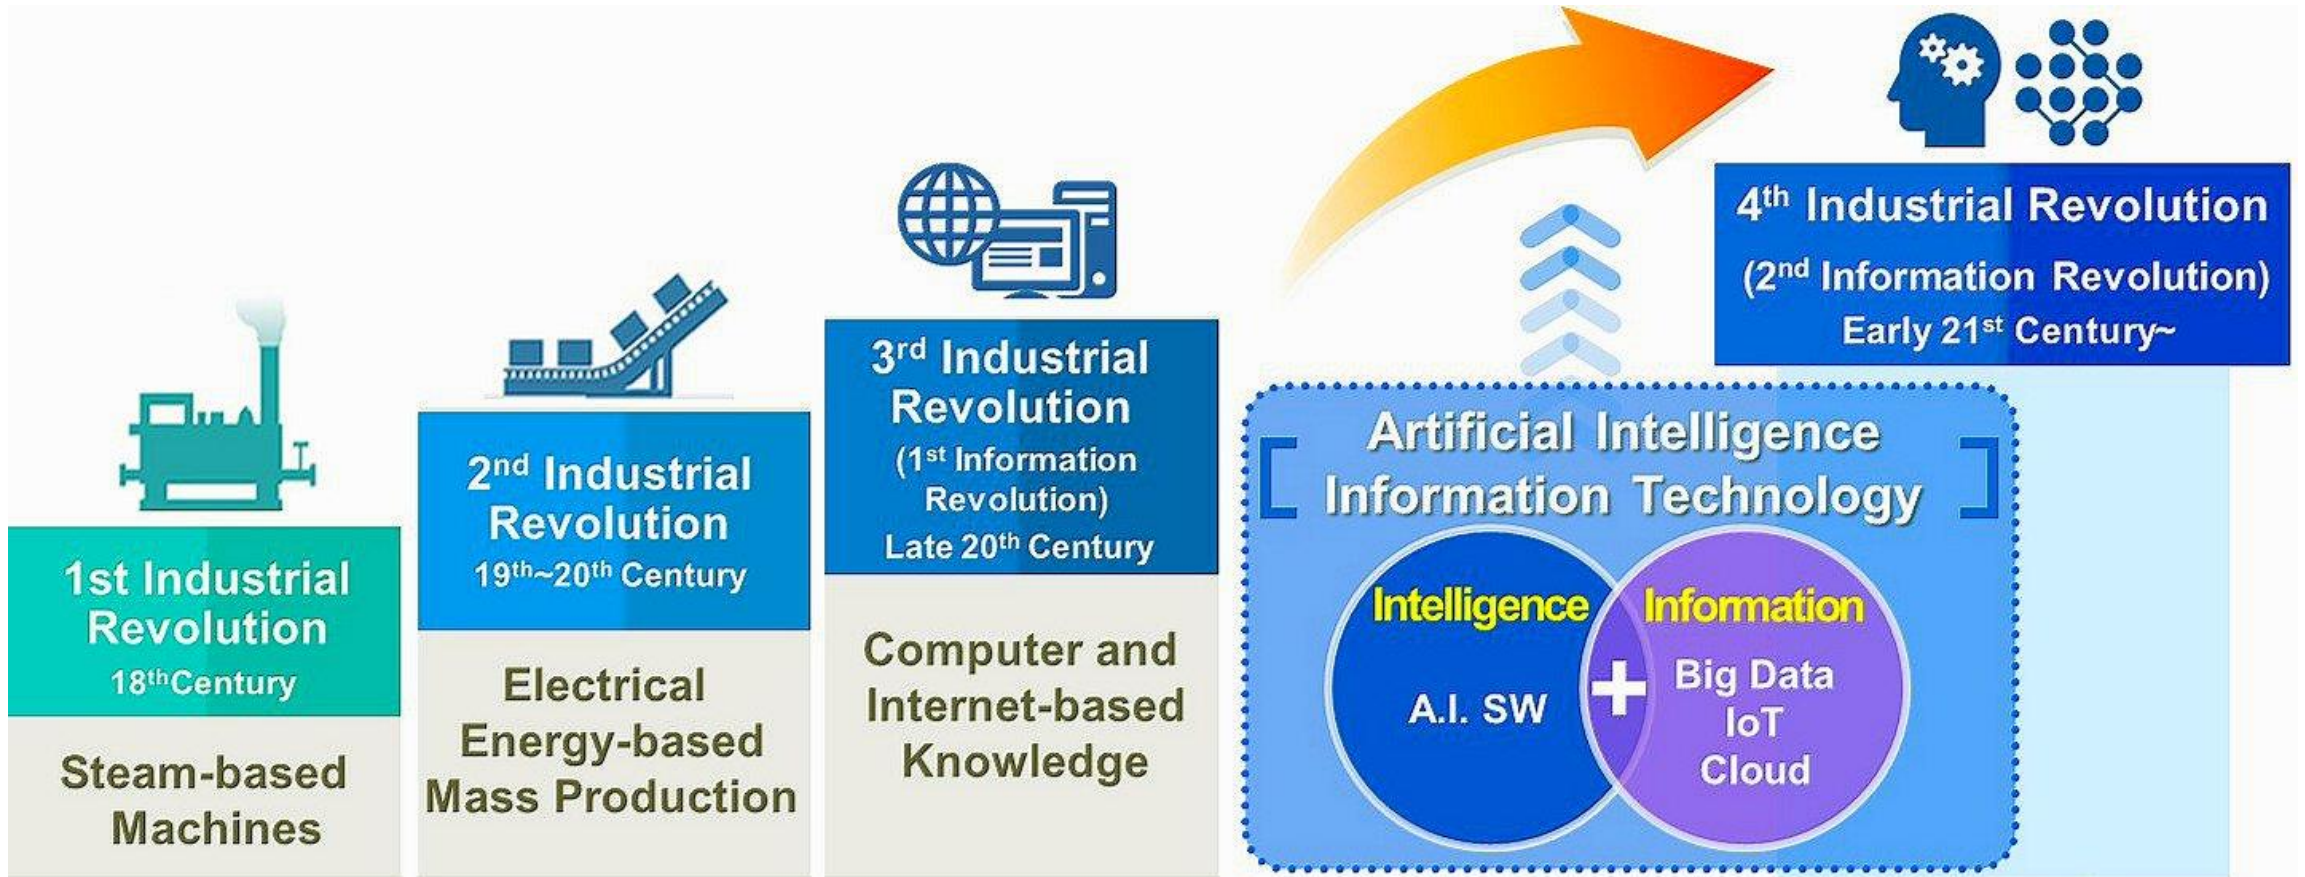 1st Industrial
Revolution
18thCentury
Steam-based
Machines
2nd Industrial
Revolution
19th~20th Century
Electrical
Energy-based
Mass Production
3rd Industrial
Revolution
(1st Information
Revolution)
Late 20th Century
Computer and
Internet-based
Knowledge
4th Industrial Revolution
(2nd Information Revolution)
Early 21st Century~
[Artificial Intelligence
Information Technology]
Intelligence
A.I. SW
+
Information
Big Data
IoT
Cloud